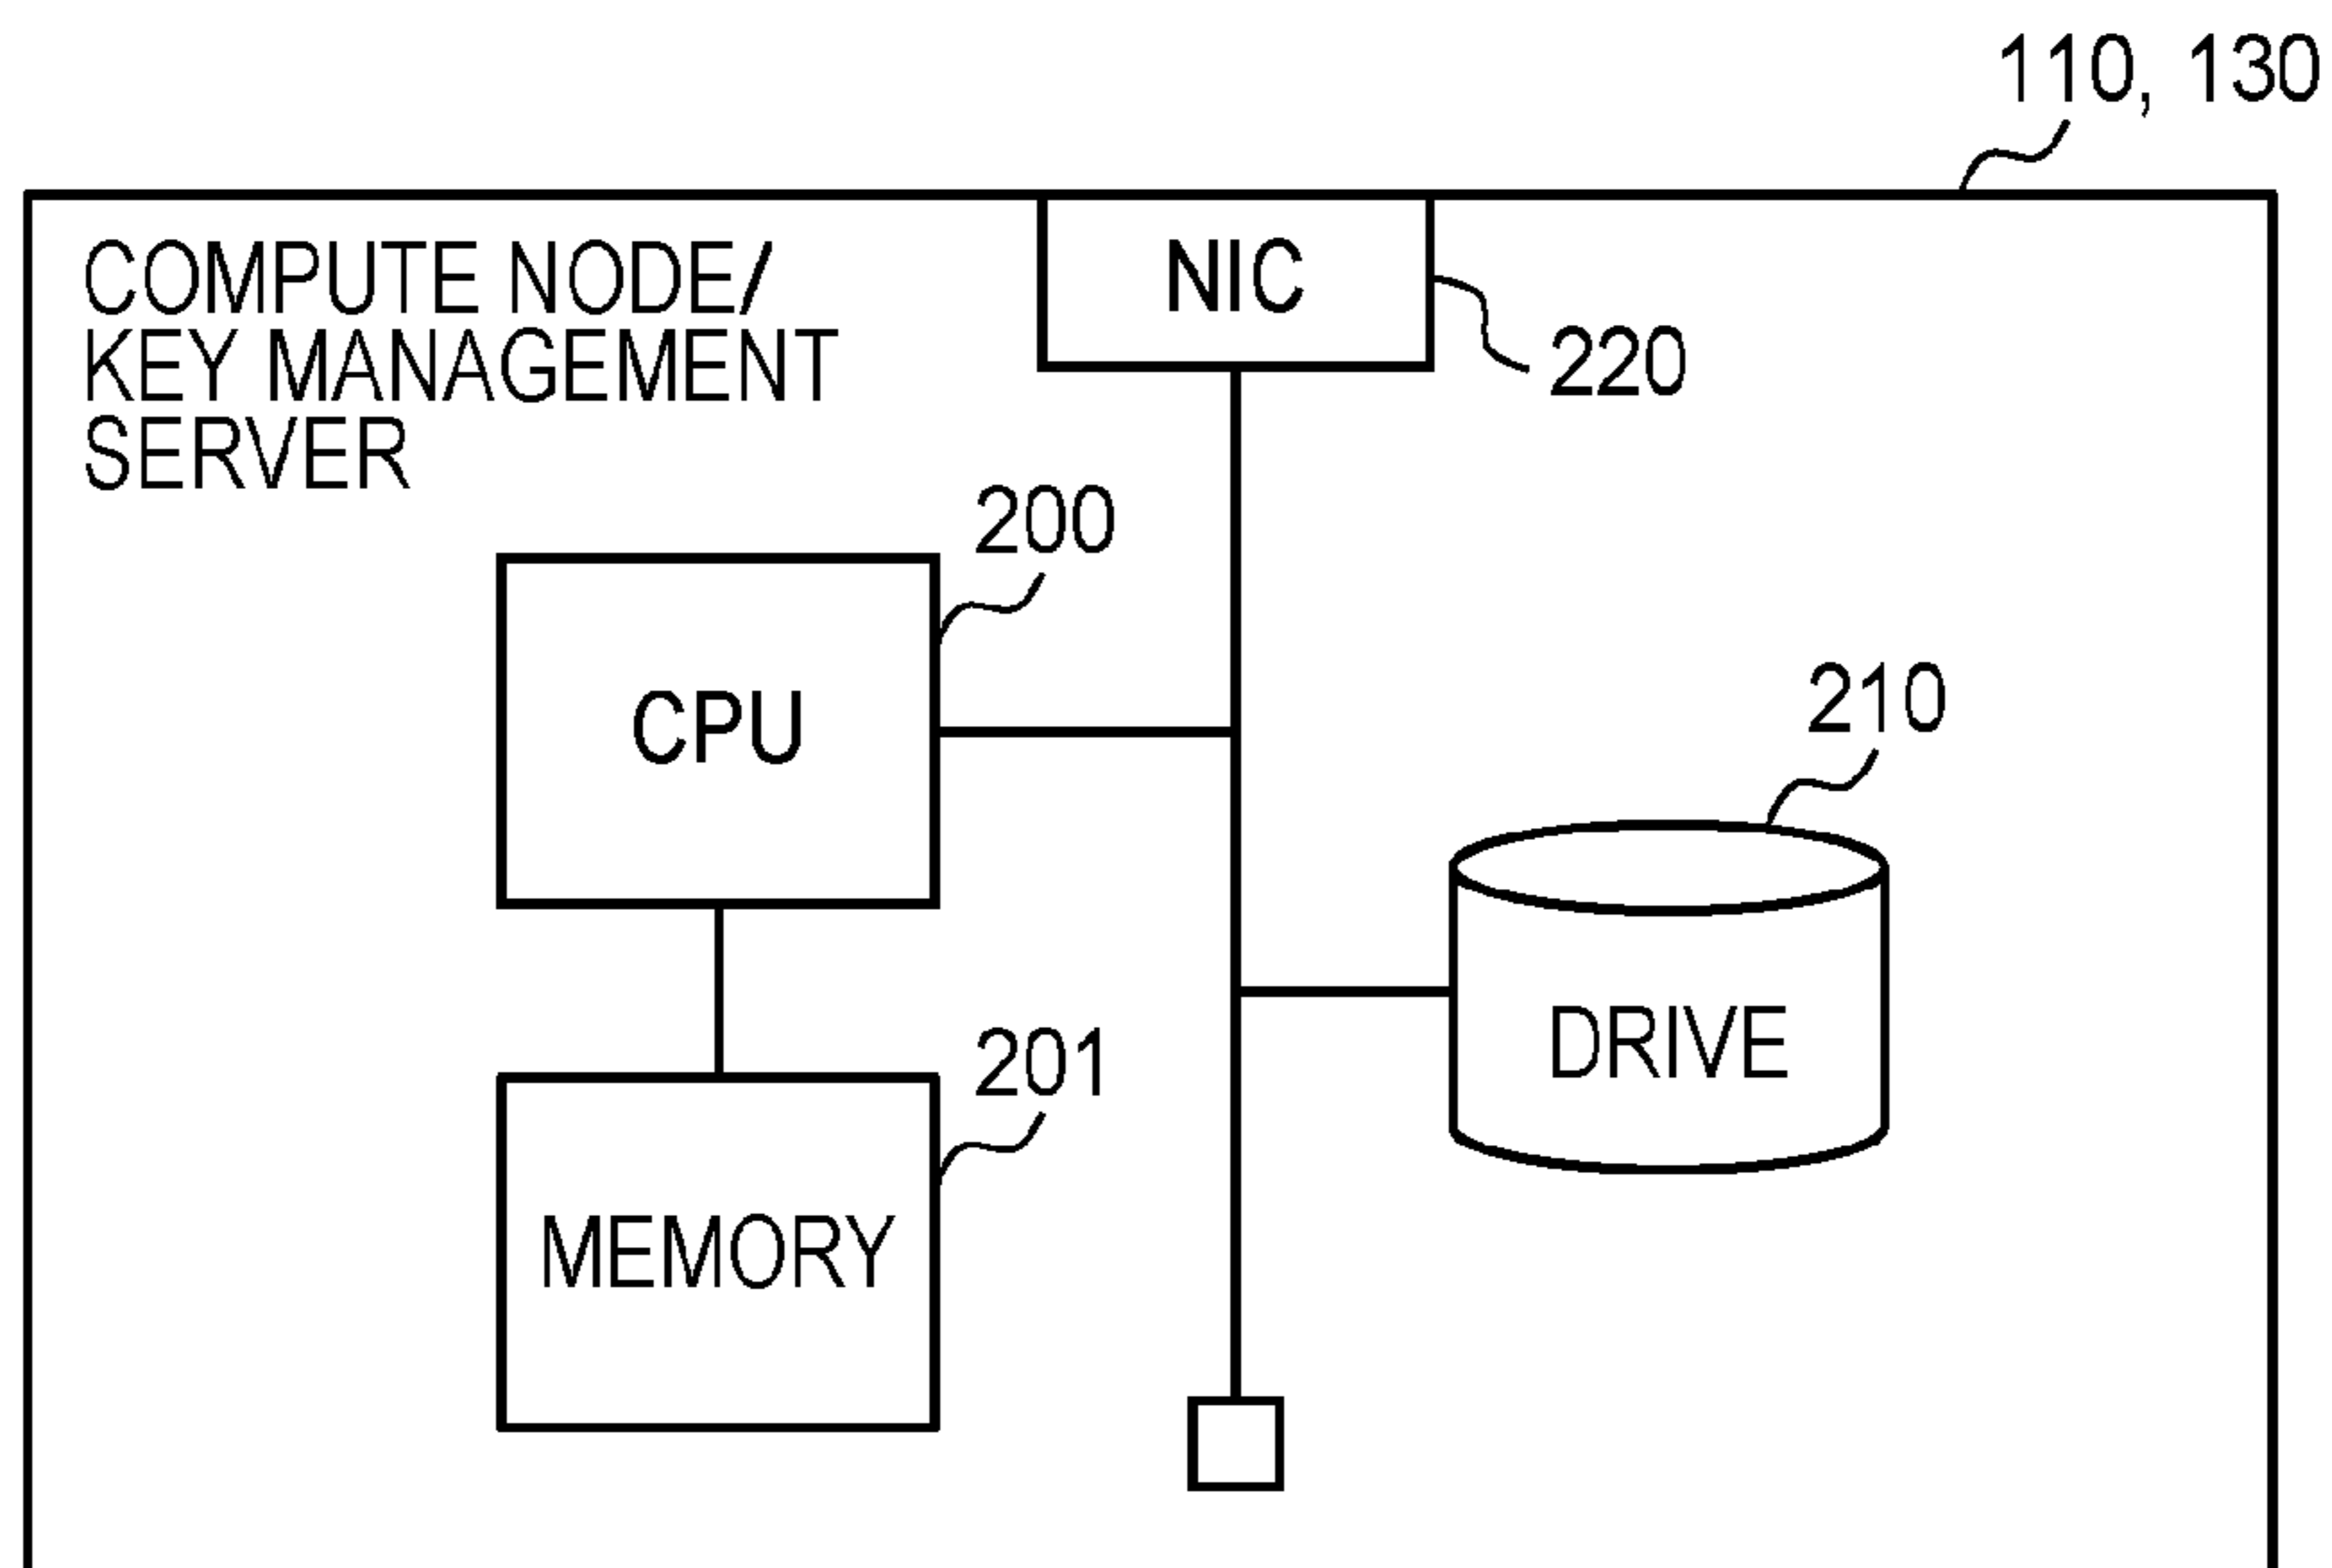 110, 130
COMPUTE NODE/
KEY MANAGEMENT
SERVER
NIC
220
200
CPU
210
DRIVE
201
MEMORY